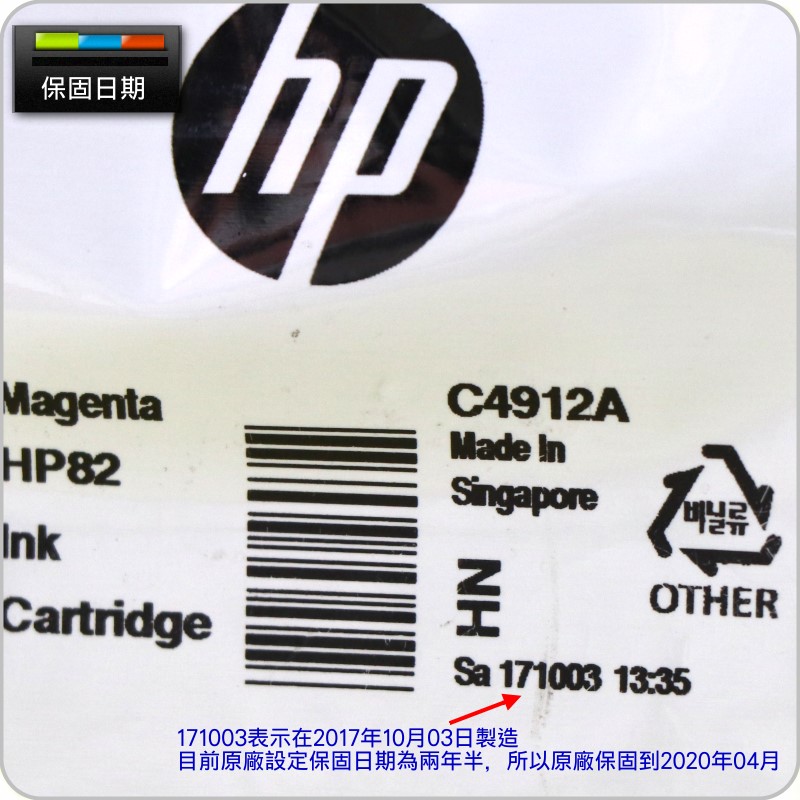 保固日期
hp
Magenta
HP82
Ink
Cartridge
C4912A
Made In
Singapore
HN
비닐류
OTHER
Sa 171003 13:35
171003表示在2017年10月03日製造
目前原廠設定保固日期為兩年半，所以原廠保固到2020年04月